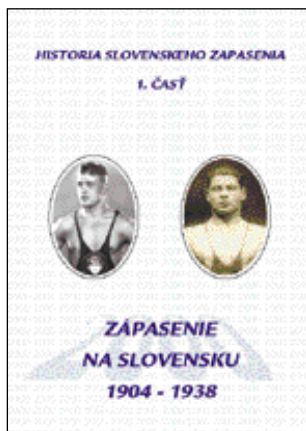 HISTORIA SLOVENSKEHO ZAPASENIA
1. ČASŤ
ZÁPASENIE
NA SLOVENSKU
1904 - 1938